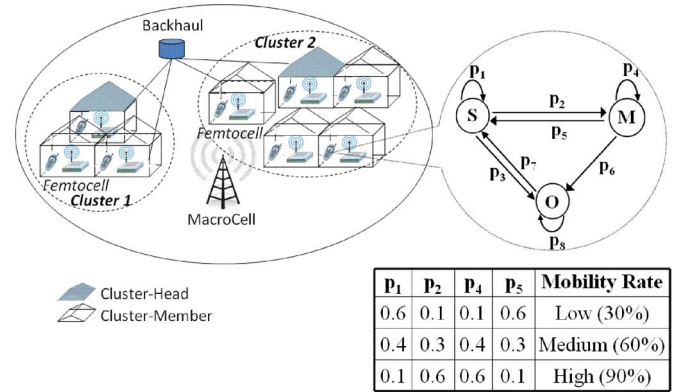 Backhaul
Cluster 2
Femtocell
Femtocell
Cluster 1
MacroCell
Cluster-Head
Cluster-Member
p1
p4
S
p2
M
p5
p7
p3
p6
O
p8
p1 p2 p4 p5 Mobility Rate
0.6 0.1 0.1 0.6 Low (30%)
0.4 0.3 0.4 0.3 Medium (60%)
0.1 0.6 0.6 0.1 High (90%)